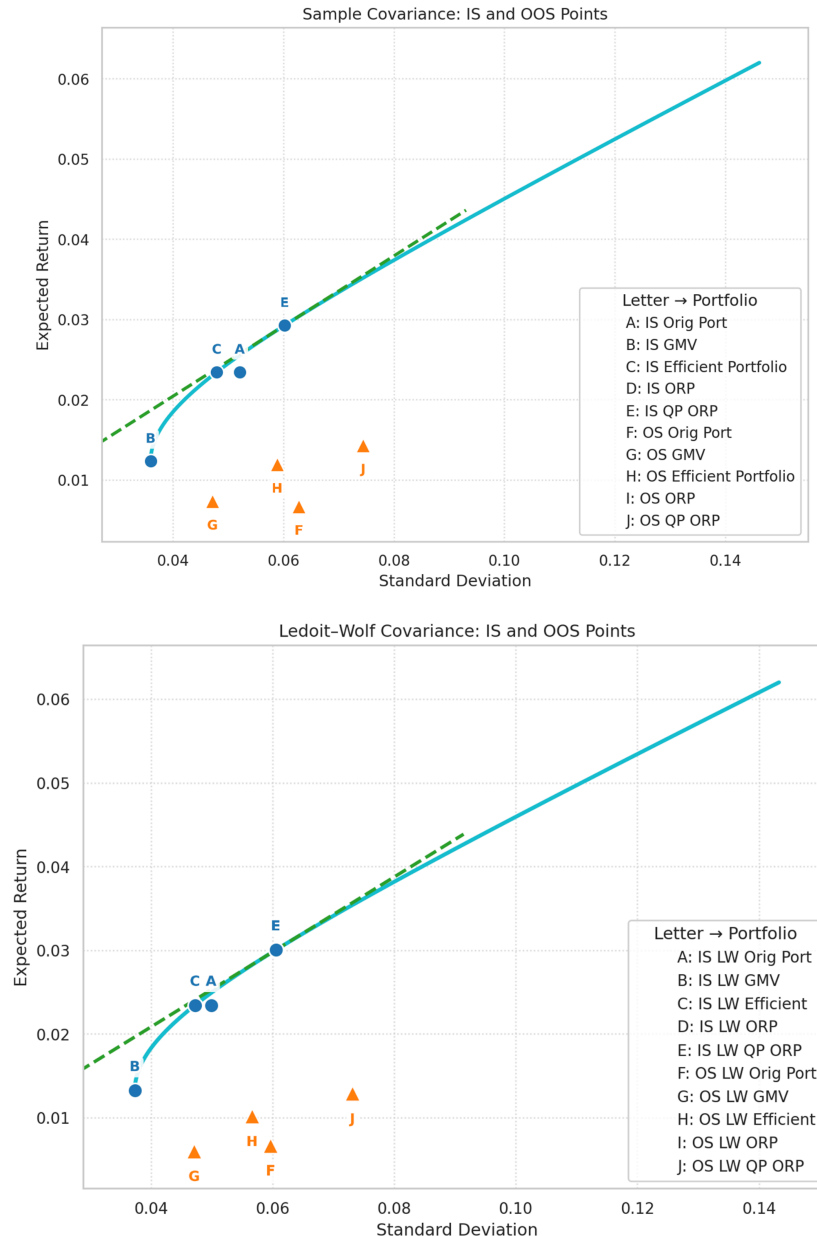 Sample Covariance: IS and OOS Points
0.06
0.05
0.04
0.03
0.02
0.01
Expected Return
E
C A
B
J
H
G
F
Letter → Portfolio
A: IS Orig Port
B: IS GMV
C: IS Efficient Portfolio
D: IS ORP
E: IS QP ORP
F: OS Orig Port
G: OS GMV
H: OS Efficient Portfolio
I: OS ORP
J: OS QP ORP
0.04 0.06 0.08 0.10 0.12 0.14
Standard Deviation
Ledoit–Wolf Covariance: IS and OOS Points
0.06
0.05
0.04
0.03
0.02
0.01
Expected Return
E
C A
B
J
H
F
G
Letter → Portfolio
A: IS LW Orig Port
B: IS LW GMV
C: IS LW Efficient
D: IS LW ORP
E: IS LW QP ORP
F: OS LW Orig Port
G: OS LW GMV
H: OS LW Efficient
I: OS LW ORP
J: OS LW QP ORP
0.04 0.06 0.08 0.10 0.12 0.14
Standard Deviation